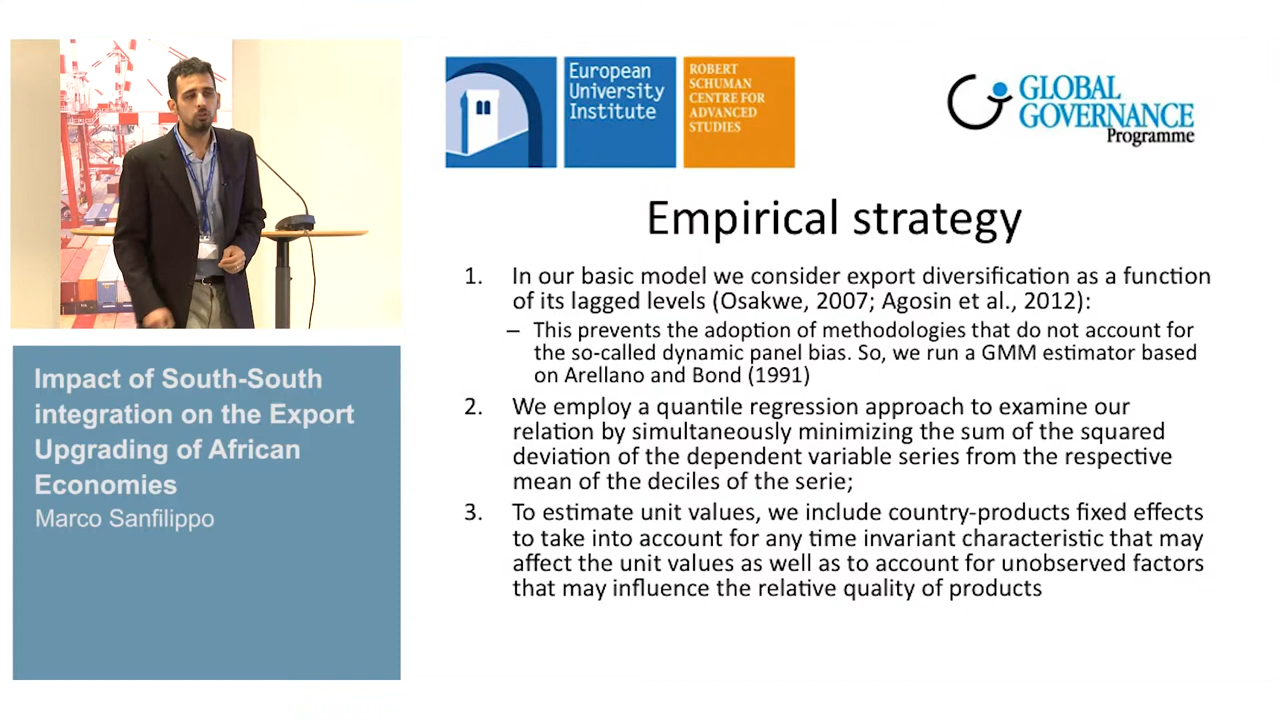 European
University
Institute
ROBERT
SCHUMAN
CENTRE FOR
ADVANCED
STUDIES
GLOBAL
GOVERNANCE
Programme
Empirical strategy
1. In our basic model we consider export diversification as a function
of its lagged levels (Osakwe, 2007; Agosin et al., 2012):
– This prevents the adoption of methodologies that do not account for
the so-called dynamic panel bias. So, we run a GMM estimator based
on Arellano and Bond (1991)
2. We employ a quantile regression approach to examine our
relation by simultaneously minimizing the sum of the squared
deviation of the dependent variable series from the respective
mean of the deciles of the serie;
3. To estimate unit values, we include country-products fixed effects
to take into account for any time invariant characteristic that may
affect the unit values as well as to account for unobserved factors
that may influence the relative quality of products
Impact of South-South
integration on the Export
Upgrading of African
Economies
Marco Sanfilippo